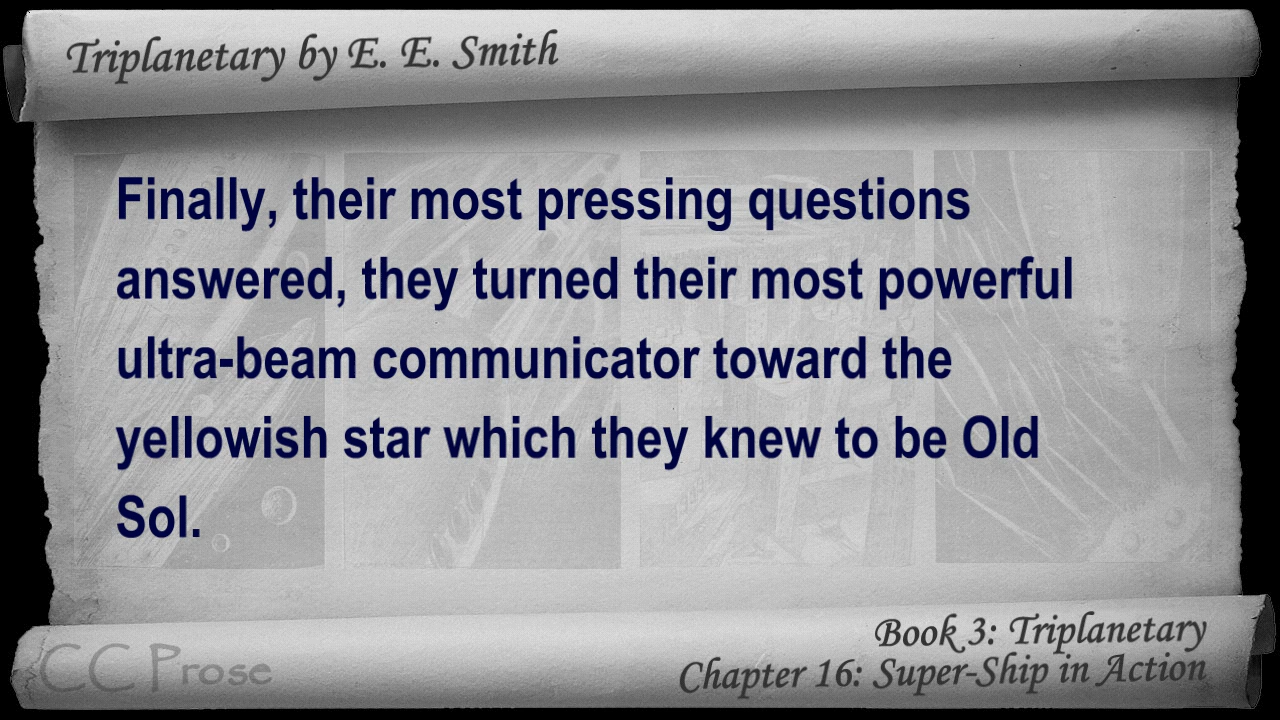 Triplanetary by E. E. Smith
Finally, their most pressing questions
answered, they turned their most powerful
ultra-beam communicator toward the
yellowish star which they knew to be Old
Sol.
Book 3: Triplanetary
Chapter 16: Super-Ship in Action
CC Prose